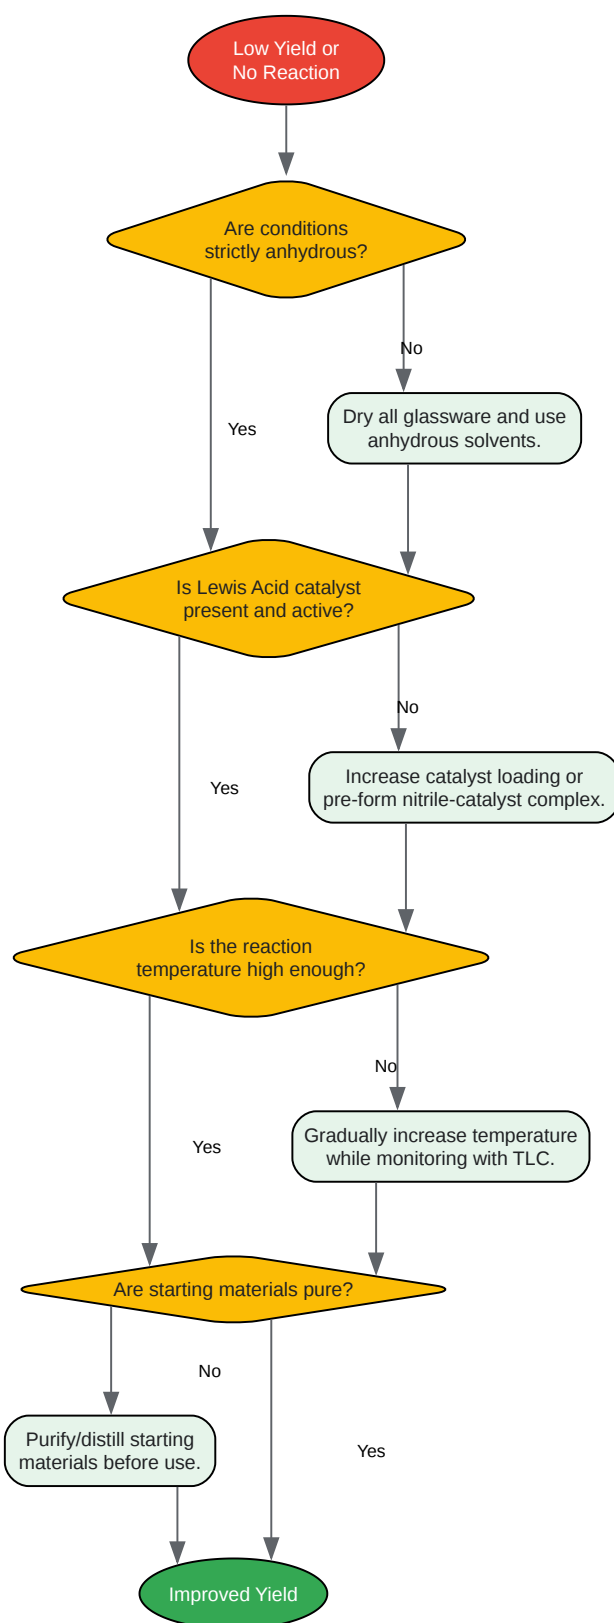 Low Yield or
No Reaction
Are conditions
strictly anhydrous?
No
Dry all glassware and use
anhydrous solvents.
Yes
Is Lewis Acid catalyst
present and active?
No
Increase catalyst loading or
pre-form nitrile-catalyst complex.
Yes
Is the reaction
temperature high enough?
No
Gradually increase temperature
while monitoring with TLC.
Yes
Are starting materials pure?
No
Purify/distill starting
materials before use.
Yes
Improved Yield